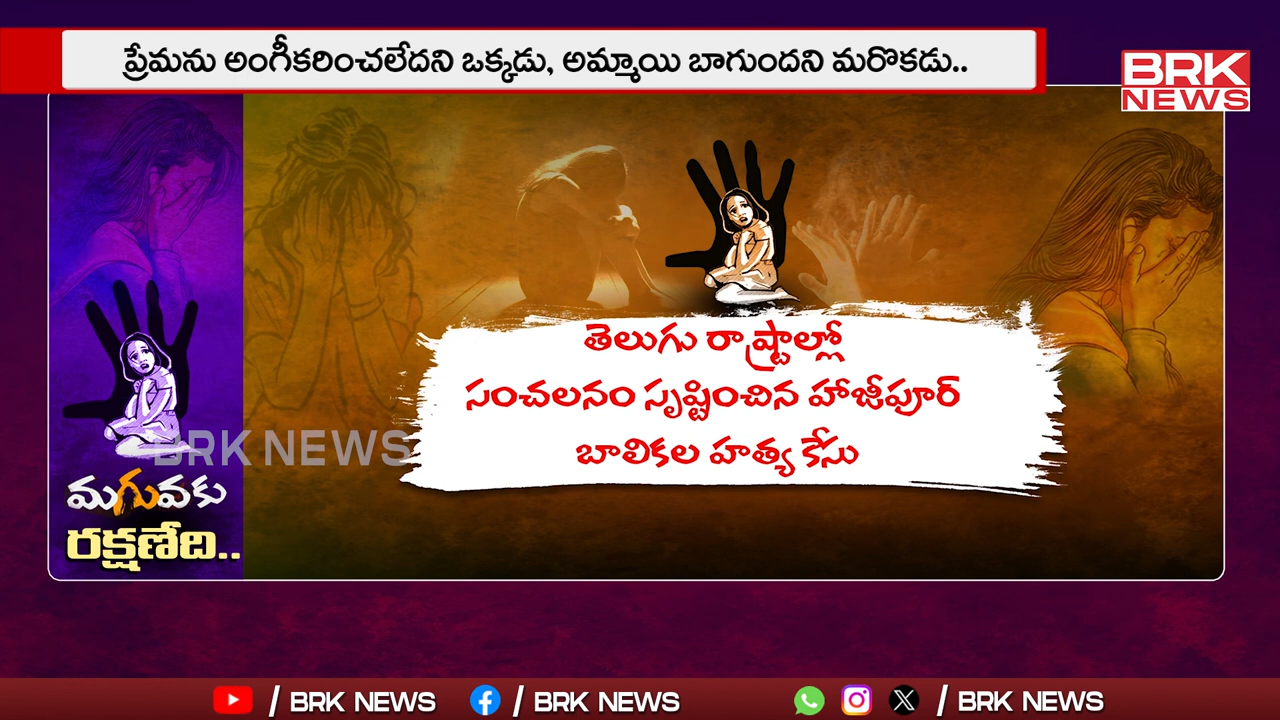 ప్రేమను అంగీకరించలేదని ఒక్కడు, అమ్మాయి బాగుందని మరొకడు..
BRK
NEWS
తెలుగు రాష్ట్రాల్లో
సంచలనం సృష్టించిన హాజీపూర్
బాలికల హత్య కేసు
BRK NEWS
మగువకు
రక్షణేది..
/ BRK NEWS
/ BRK NEWS
/ BRK NEWS